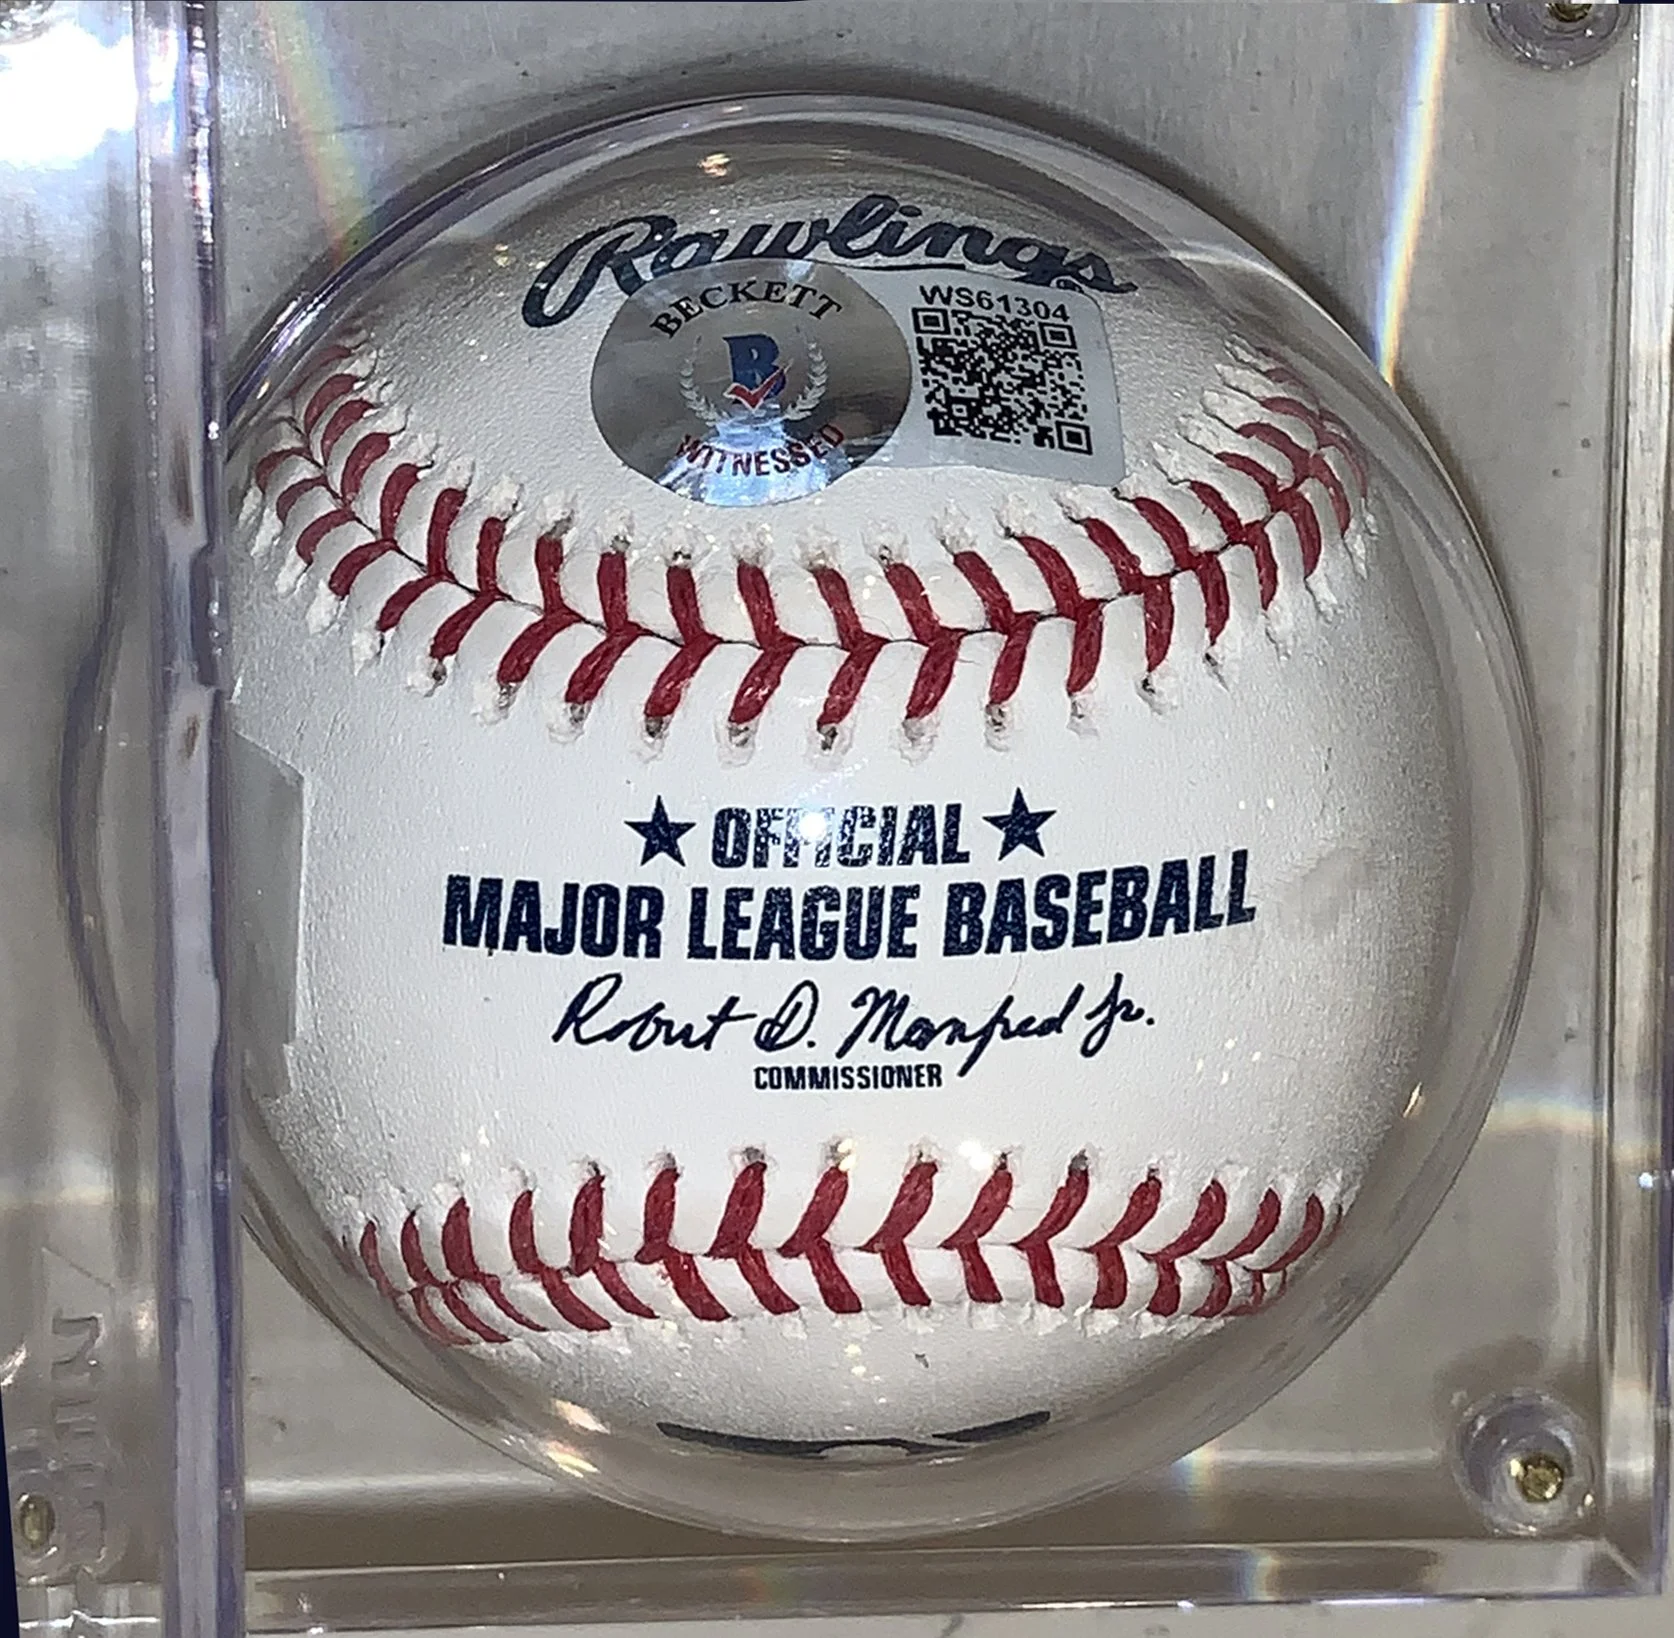 Rawlings®
BECKETT
B
WITNESSED
WS61304
★ OFFICIAL ★
MAJOR LEAGUE BASEBALL
Robert D. Manfred Jr.
COMMISSIONER